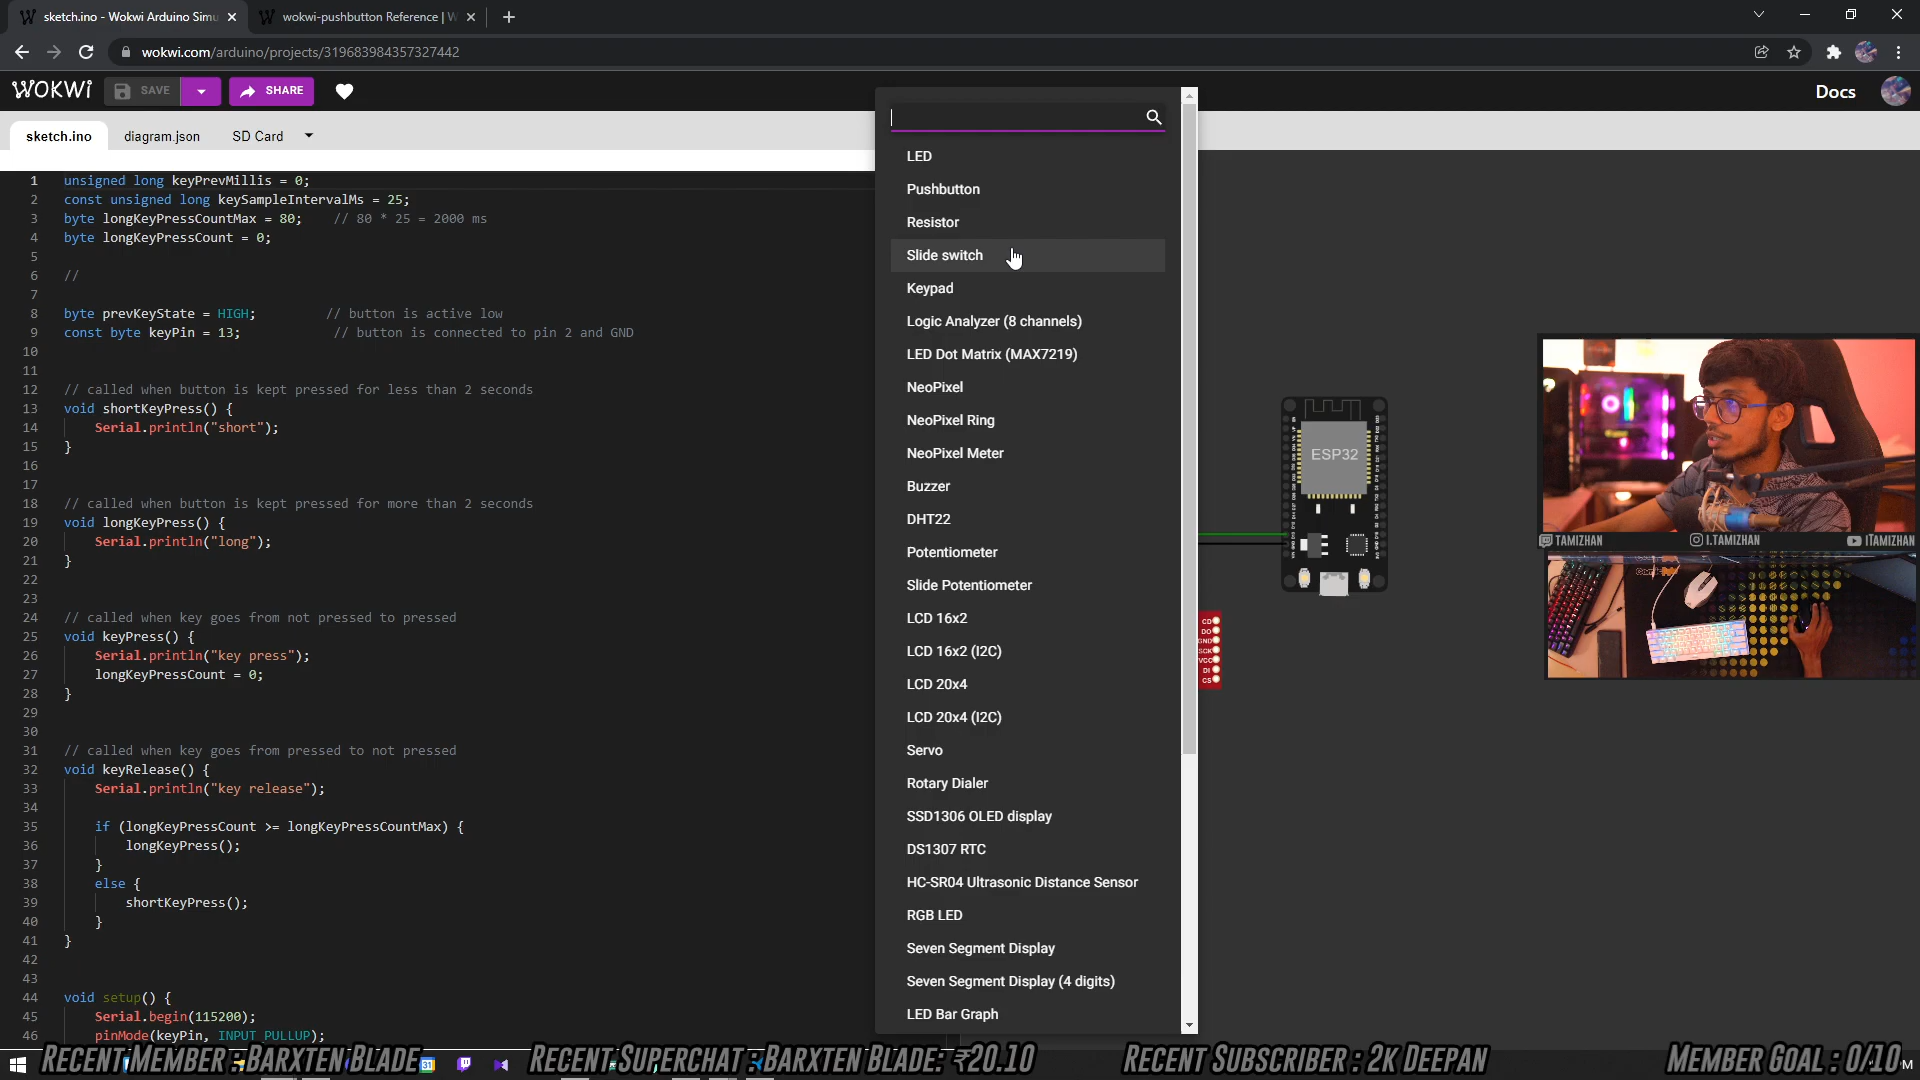 sketch.ino - Wokwi Arduino Simu
wokwi-pushbutton Reference | W
wokwi.com/arduino/projects/319683984357327442
WOKWI
SAVE
SHARE
Docs
sketch.ino
diagram.json
SD Card
1 unsigned long keyPrevMillis = 0;
2 const unsigned long keySampleIntervalMs = 25;
3 byte longKeyPressCountMax = 80;    // 80 * 25 = 2000 ms
4 byte longKeyPressCount = 0;
5
6 //
7
8 byte prevKeyState = HIGH;         // button is active low
9 const byte keyPin = 13;            // button is connected to pin 2 and GND
10
11
12 // called when button is kept pressed for less than 2 seconds
13 void shortKeyPress() {
14     Serial.println("short");
15 }
16
17
18 // called when button is kept pressed for more than 2 seconds
19 void longKeyPress() {
20     Serial.println("long");
21 }
22
23
24 // called when key goes from not pressed to pressed
25 void keyPress() {
26     Serial.println("key press");
27     longKeyPressCount = 0;
28 }
29
30
31 // called when key goes from pressed to not pressed
32 void keyRelease() {
33     Serial.println("key release");
34
35     if (longKeyPressCount >= longKeyPressCountMax) {
36         longKeyPress();
37     }
38     else {
39         shortKeyPress();
40     }
41 }
42
43
44 void setup() {
45     Serial.begin(115200);
46     pinMode(keyPin, INPUT_PULLUP);
LED
Pushbutton
Resistor
Slide switch
Keypad
Logic Analyzer (8 channels)
LED Dot Matrix (MAX7219)
NeoPixel
NeoPixel Ring
NeoPixel Meter
Buzzer
DHT22
Potentiometer
Slide Potentiometer
LCD 16x2
LCD 16x2 (I2C)
LCD 20x4
LCD 20x4 (I2C)
Servo
Rotary Dialer
SSD1306 OLED display
DS1307 RTC
HC-SR04 Ultrasonic Distance Sensor
RGB LED
Seven Segment Display
Seven Segment Display (4 digits)
LED Bar Graph
ESP32
CD
DO
GND
SCK
VCC
DI
CS
TAMIZHAN
I.TAMIZHAN
ITAMIZHAN
RECENT MEMBER : BARXTEN BLADE
31
RECENT SUPERCHAT : BARXTEN BLADE: ₹20.10
RECENT SUBSCRIBER : 2K DEEPAN
MEMBER GOAL : 0/10